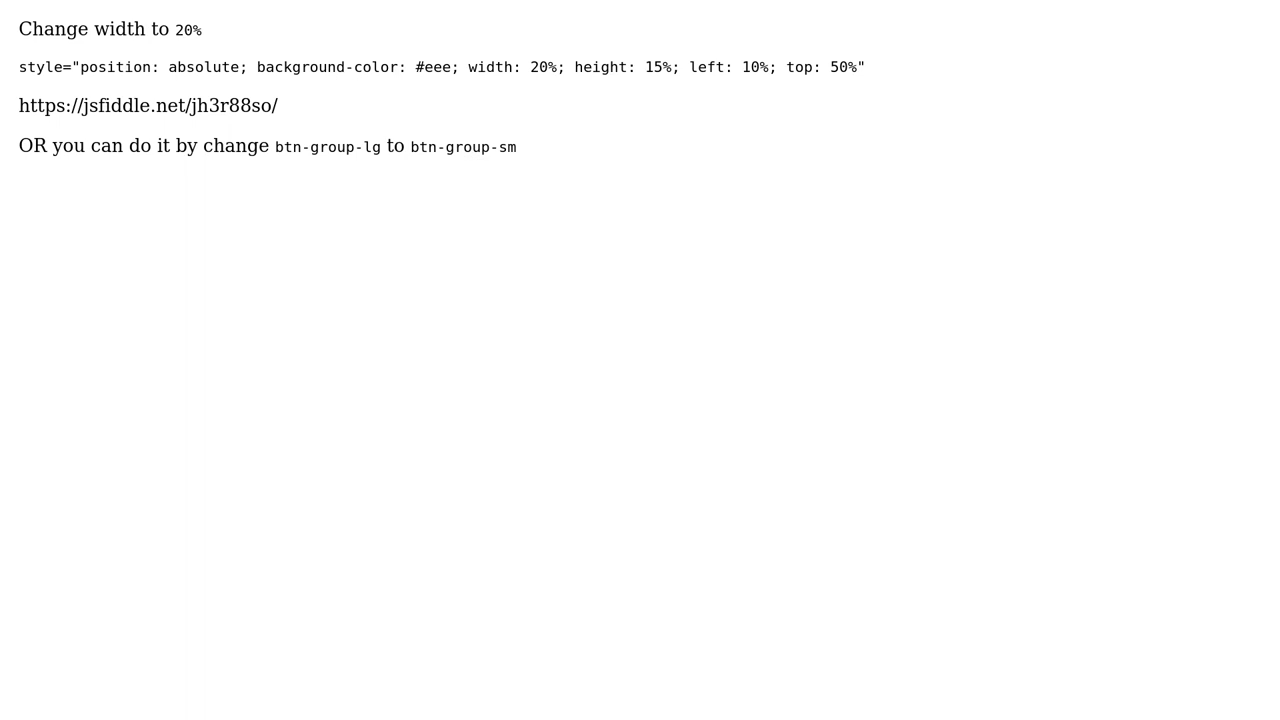 Change width to 20%
style="position: absolute; background-color: #eee; width: 20%; height: 15%; left: 10%; top: 50%"
https://jsfiddle.net/jh3r88so/
OR you can do it by change btn-group-lg to btn-group-sm